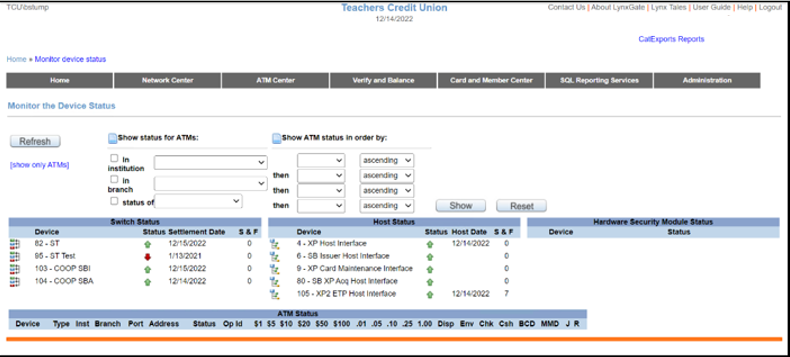 TCU\bstump
Teachers Credit Union
Contact Us | About LynxGate | Lynx Tales | User Guide | Help | Logout
12/14/2022
CatExports Reports
Home » Monitor device status
Home Network Center ATM Center Verify and Balance Card and Member Center SQL Reporting Services Administration
Monitor the Device Status
Refresh
[show only ATMs]
Show status for ATMs:
in institution
in branch
status of
Show ATM status in order by:
ascending
then ascending
then ascending
then ascending
Show Reset
Switch Status
Device Status Settlement Date S & F
82 - ST 12/15/2022 0
95 - ST Test 1/13/2021 0
103 - COOP SBI 12/15/2022 0
104 - COOP SBA 12/14/2022 0
Host Status
Device Status Host Date S & F
4 - XP Host Interface 12/14/2022 0
6 - SB Issuer Host Interface 0
9 - XP Card Maintenance Interface 0
80 - SB XP Acq Host Interface 0
105 - XP2 ETP Host Interface 12/14/2022 7
Hardware Security Module Status
Device Status
ATM Status
Device Type Inst Branch Port Address Status Op Id $1 $5 $10 $20 $50 $100 .01 .05 .10 .25 1.00 Disp Env Chk Csh BCD MMD J R